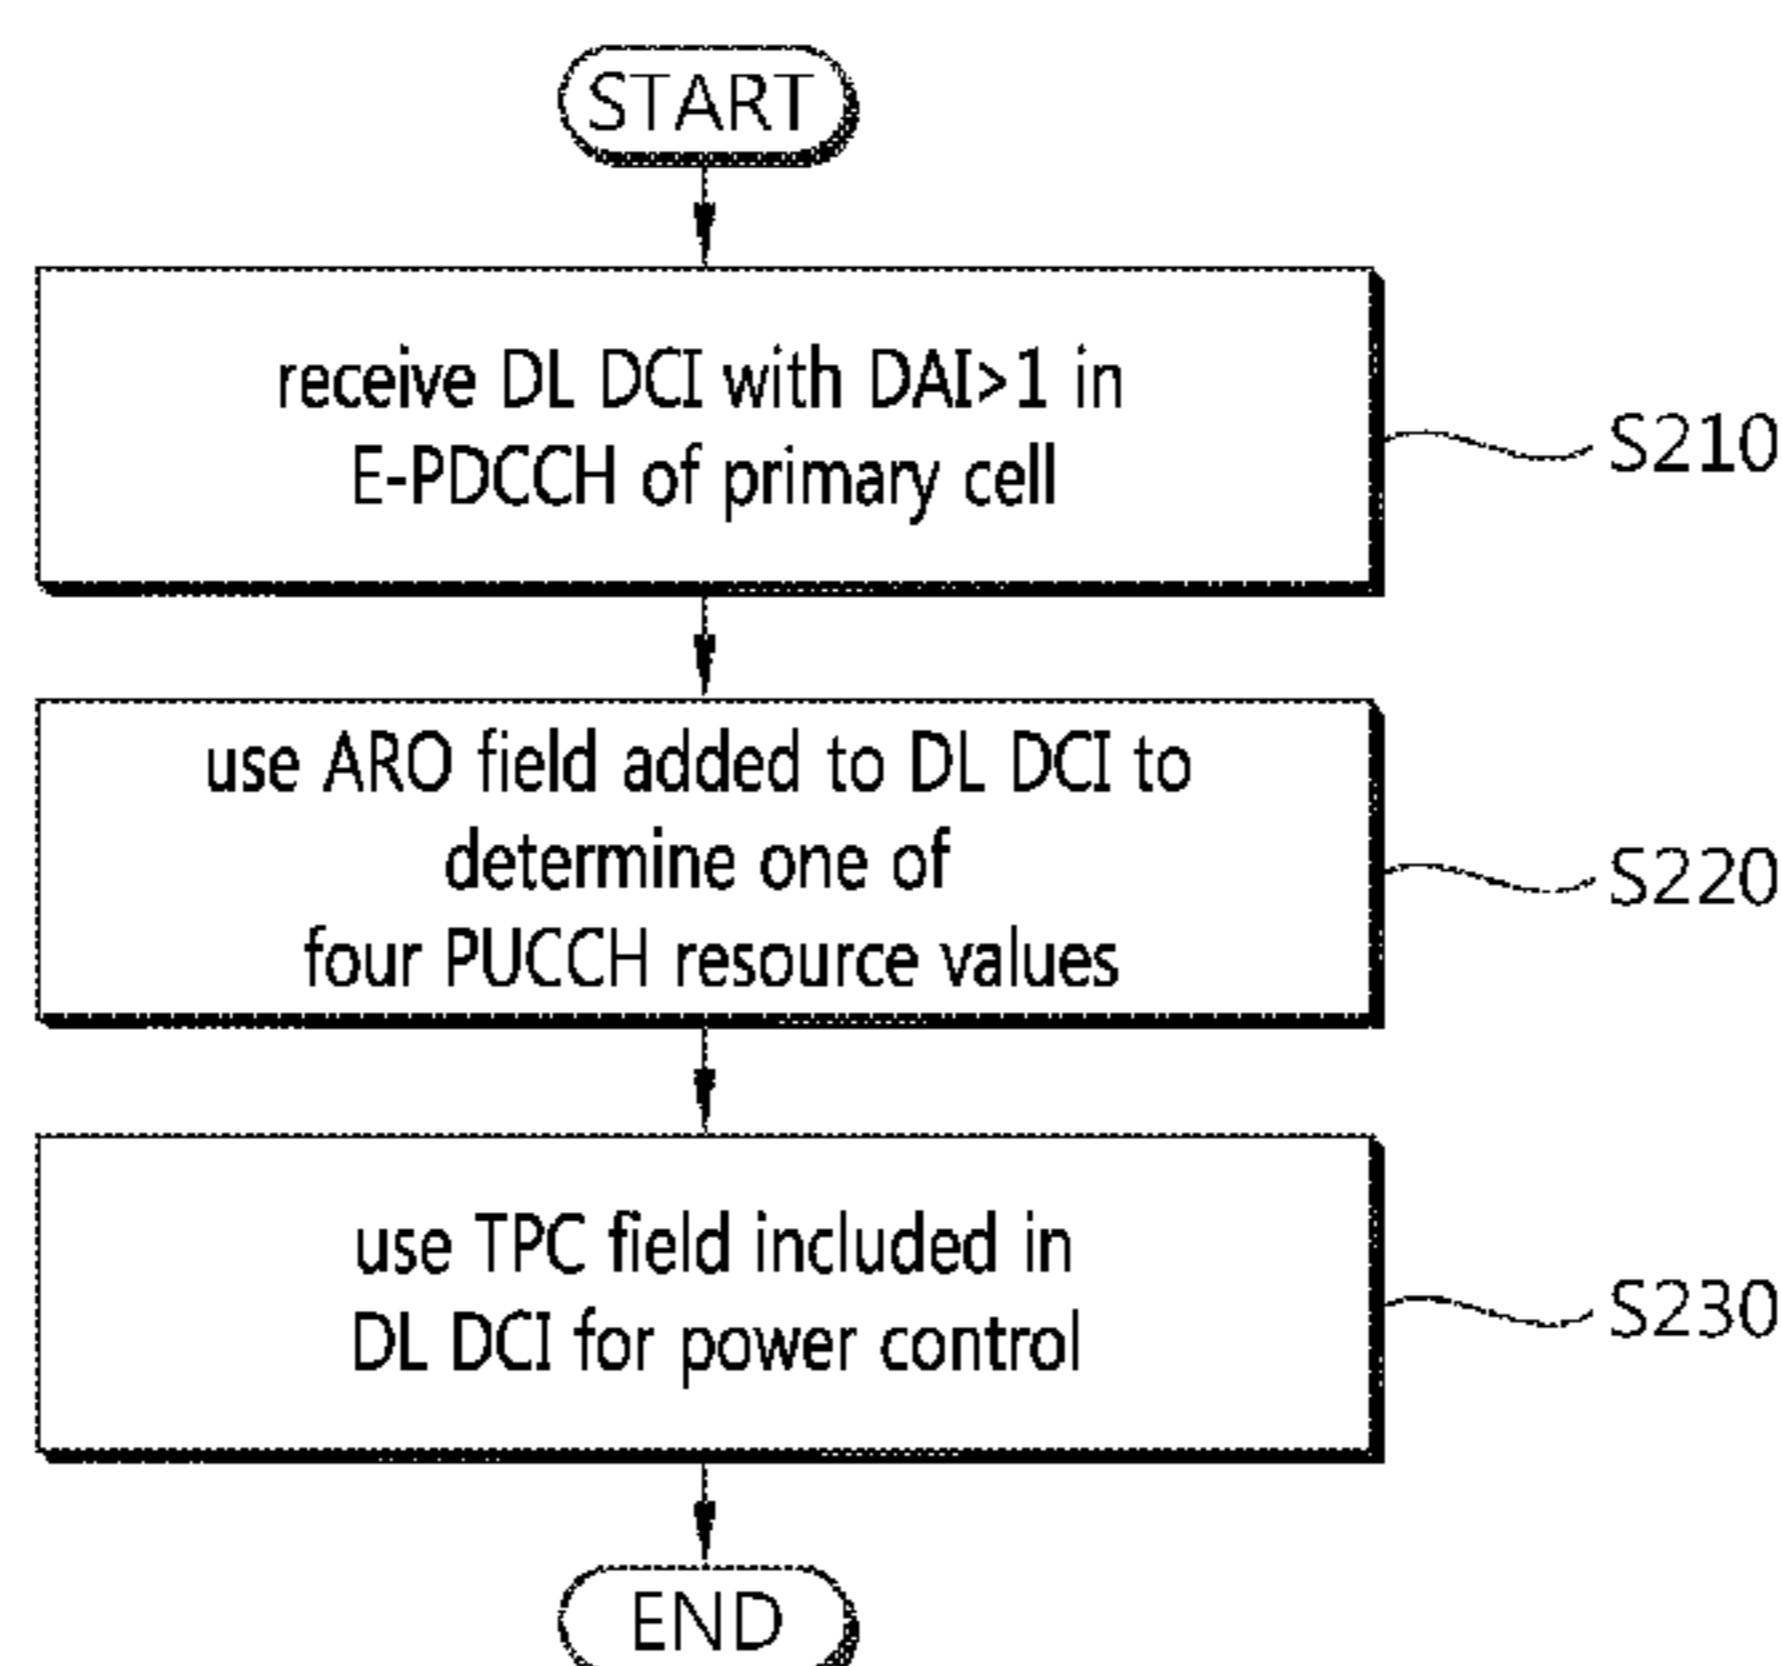 START
receive DL DCI with DAI>1 in
E-PDCCH of primary cell
S210
use ARO field added to DL DCI to
determine one of
four PUCCH resource values
S220
use TPC field included in
DL DCI for power control
S230
END